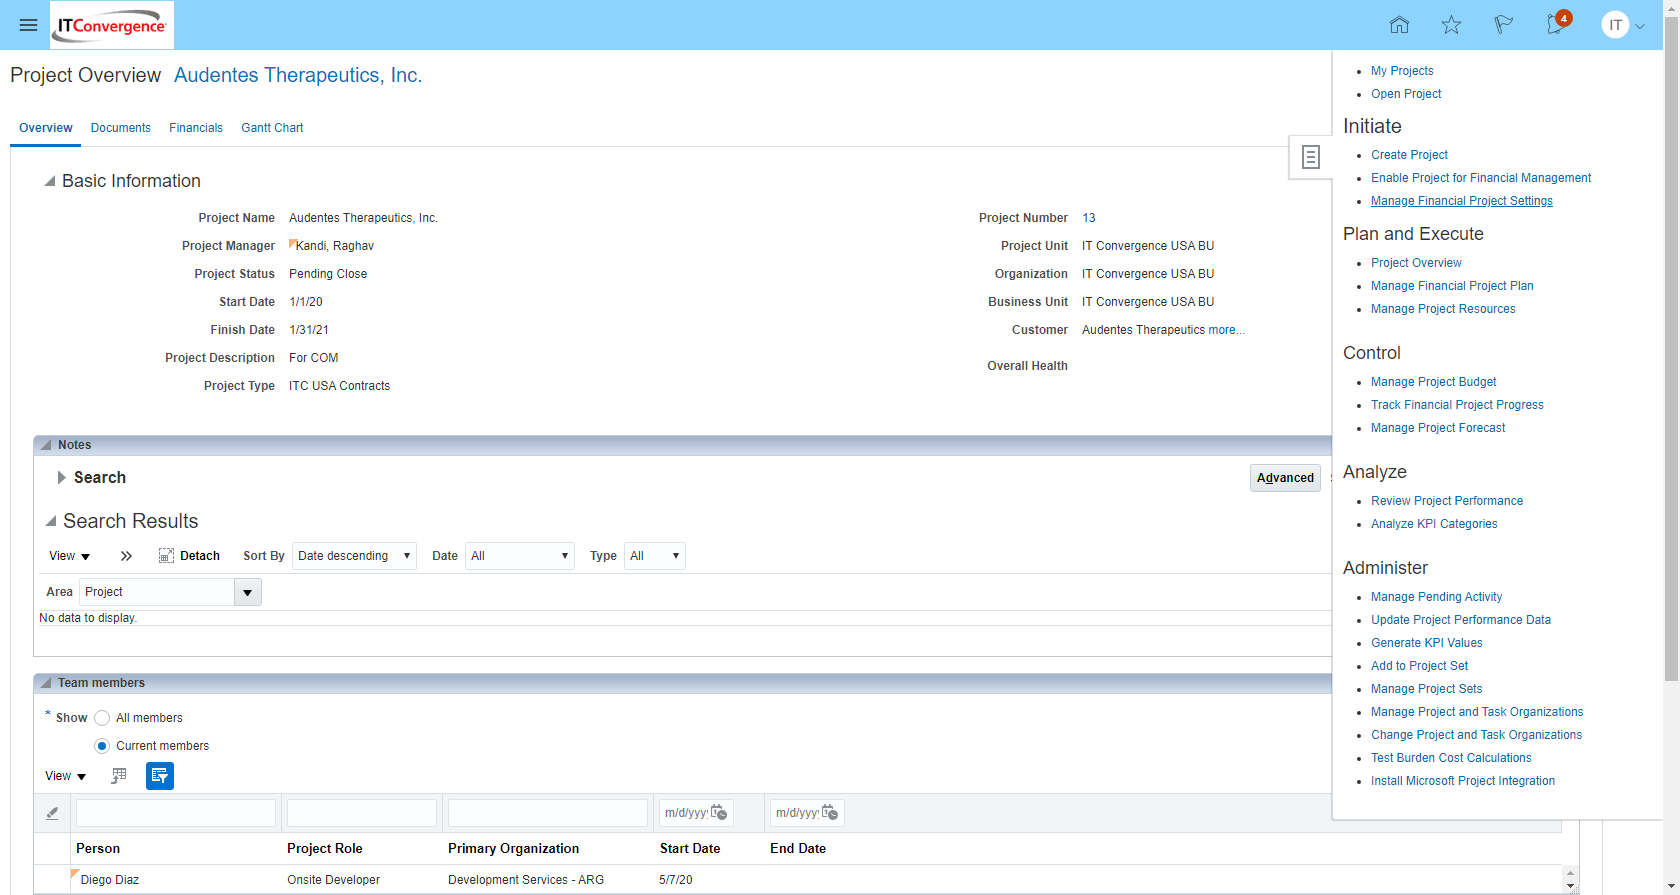 ITConvergence
4
IT
Project Overview Audentes Therapeutics, Inc.
Overview Documents Financials Gantt Chart
Basic Information
Project Name Audentes Therapeutics, Inc.
Project Manager Kandi, Raghav
Project Status Pending Close
Start Date 1/1/20
Finish Date 1/31/21
Project Description For COM
Project Type ITC USA Contracts
Project Number 13
Project Unit IT Convergence USA BU
Organization IT Convergence USA BU
Business Unit IT Convergence USA BU
Customer Audentes Therapeutics more...
Overall Health
Notes
Search
Advanced
Search Results
View Detach Sort By Date descending Date All Type All
Area Project
No data to display.
Team members
* Show All members
Current members
View
m/d/yyy m/d/yyy
Person Project Role Primary Organization Start Date End Date
Diego Diaz Onsite Developer Development Services - ARG 5/7/20
My Projects
Open Project
Initiate
Create Project
Enable Project for Financial Management
Manage Financial Project Settings
Plan and Execute
Project Overview
Manage Financial Project Plan
Manage Project Resources
Control
Manage Project Budget
Track Financial Project Progress
Manage Project Forecast
Analyze
Review Project Performance
Analyze KPI Categories
Administer
Manage Pending Activity
Update Project Performance Data
Generate KPI Values
Add to Project Set
Manage Project Sets
Manage Project and Task Organizations
Change Project and Task Organizations
Test Burden Cost Calculations
Install Microsoft Project Integration